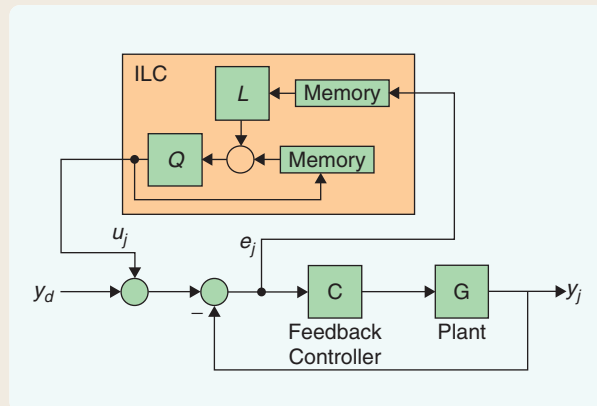 ILC
L
Memory
Q
Memory
u_j
e_j
y_d
−
C
G
y_j
Feedback
Controller
Plant